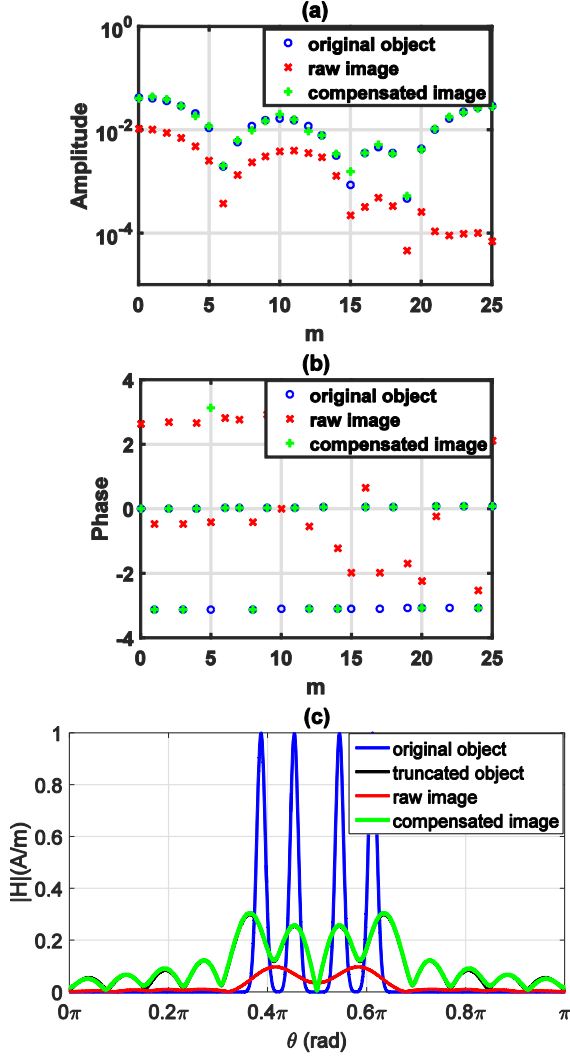 (a)
10^0
10^-2
10^-4
Amplitude
original object
raw image
compensated image
0 5 10 15 20 25
m
(b)
4
2
0
-2
-4
Phase
original object
raw image
compensated image
0 5 10 15 20 25
m
(c)
1
0.8
0.6
0.4
0.2
0
|H|(A/m)
original object
truncated object
raw image
compensated image
0π 0.2π 0.4π 0.6π 0.8π π
θ (rad)